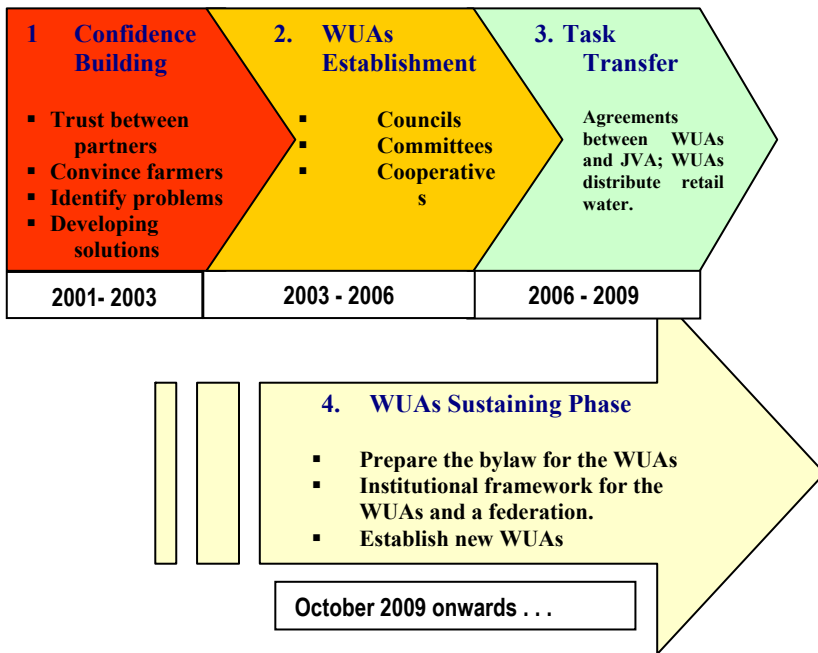 1 Confidence
Building
▪ Trust between
partners
▪ Convince farmers
▪ Identify problems
▪ Developing
solutions
2001- 2003
2. WUAs
Establishment
▪ Councils
▪ Committees
▪ Cooperative
s
2003 - 2006
3. Task
Transfer
Agreements
between WUAs
and JVA; WUAs
distribute retail
water.
2006 - 2009
4. WUAs Sustaining Phase
▪ Prepare the bylaw for the WUAs
▪ Institutional framework for the
WUAs and a federation.
▪ Establish new WUAs
October 2009 onwards . . .